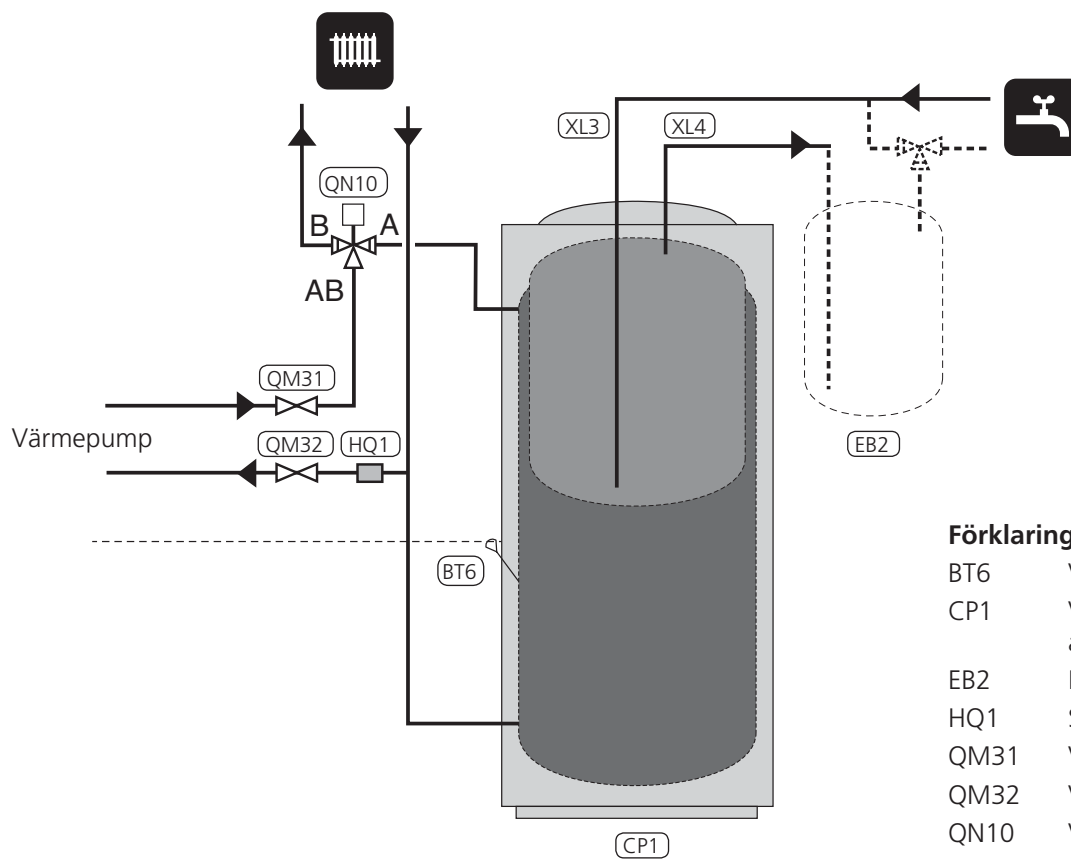 XL3
XL4
QN10
B
A
AB
QM31
Värmepump
QM32
HQ1
EB2
BT6
CP1
Förklaring
BT6
CP1
EB2
HQ1
QM31
QM32
QN10